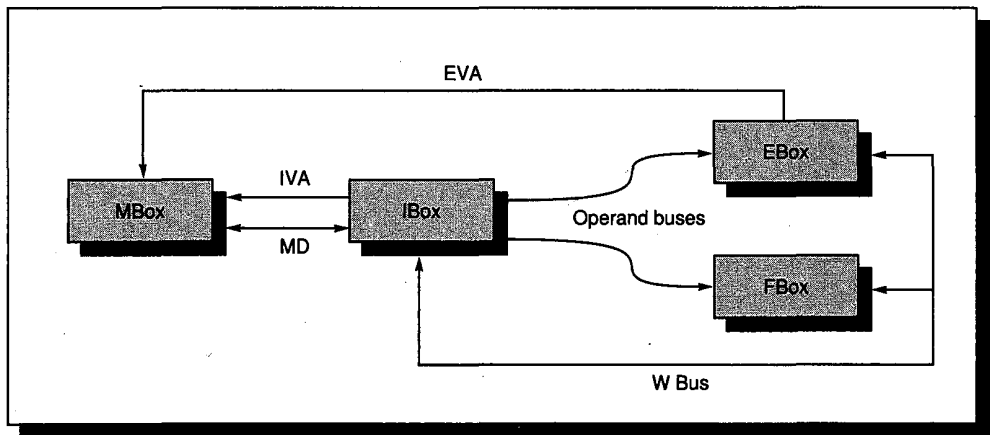 EVA
EBox
IVA
MBox
IBox
Operand buses
MD
FBox
W Bus